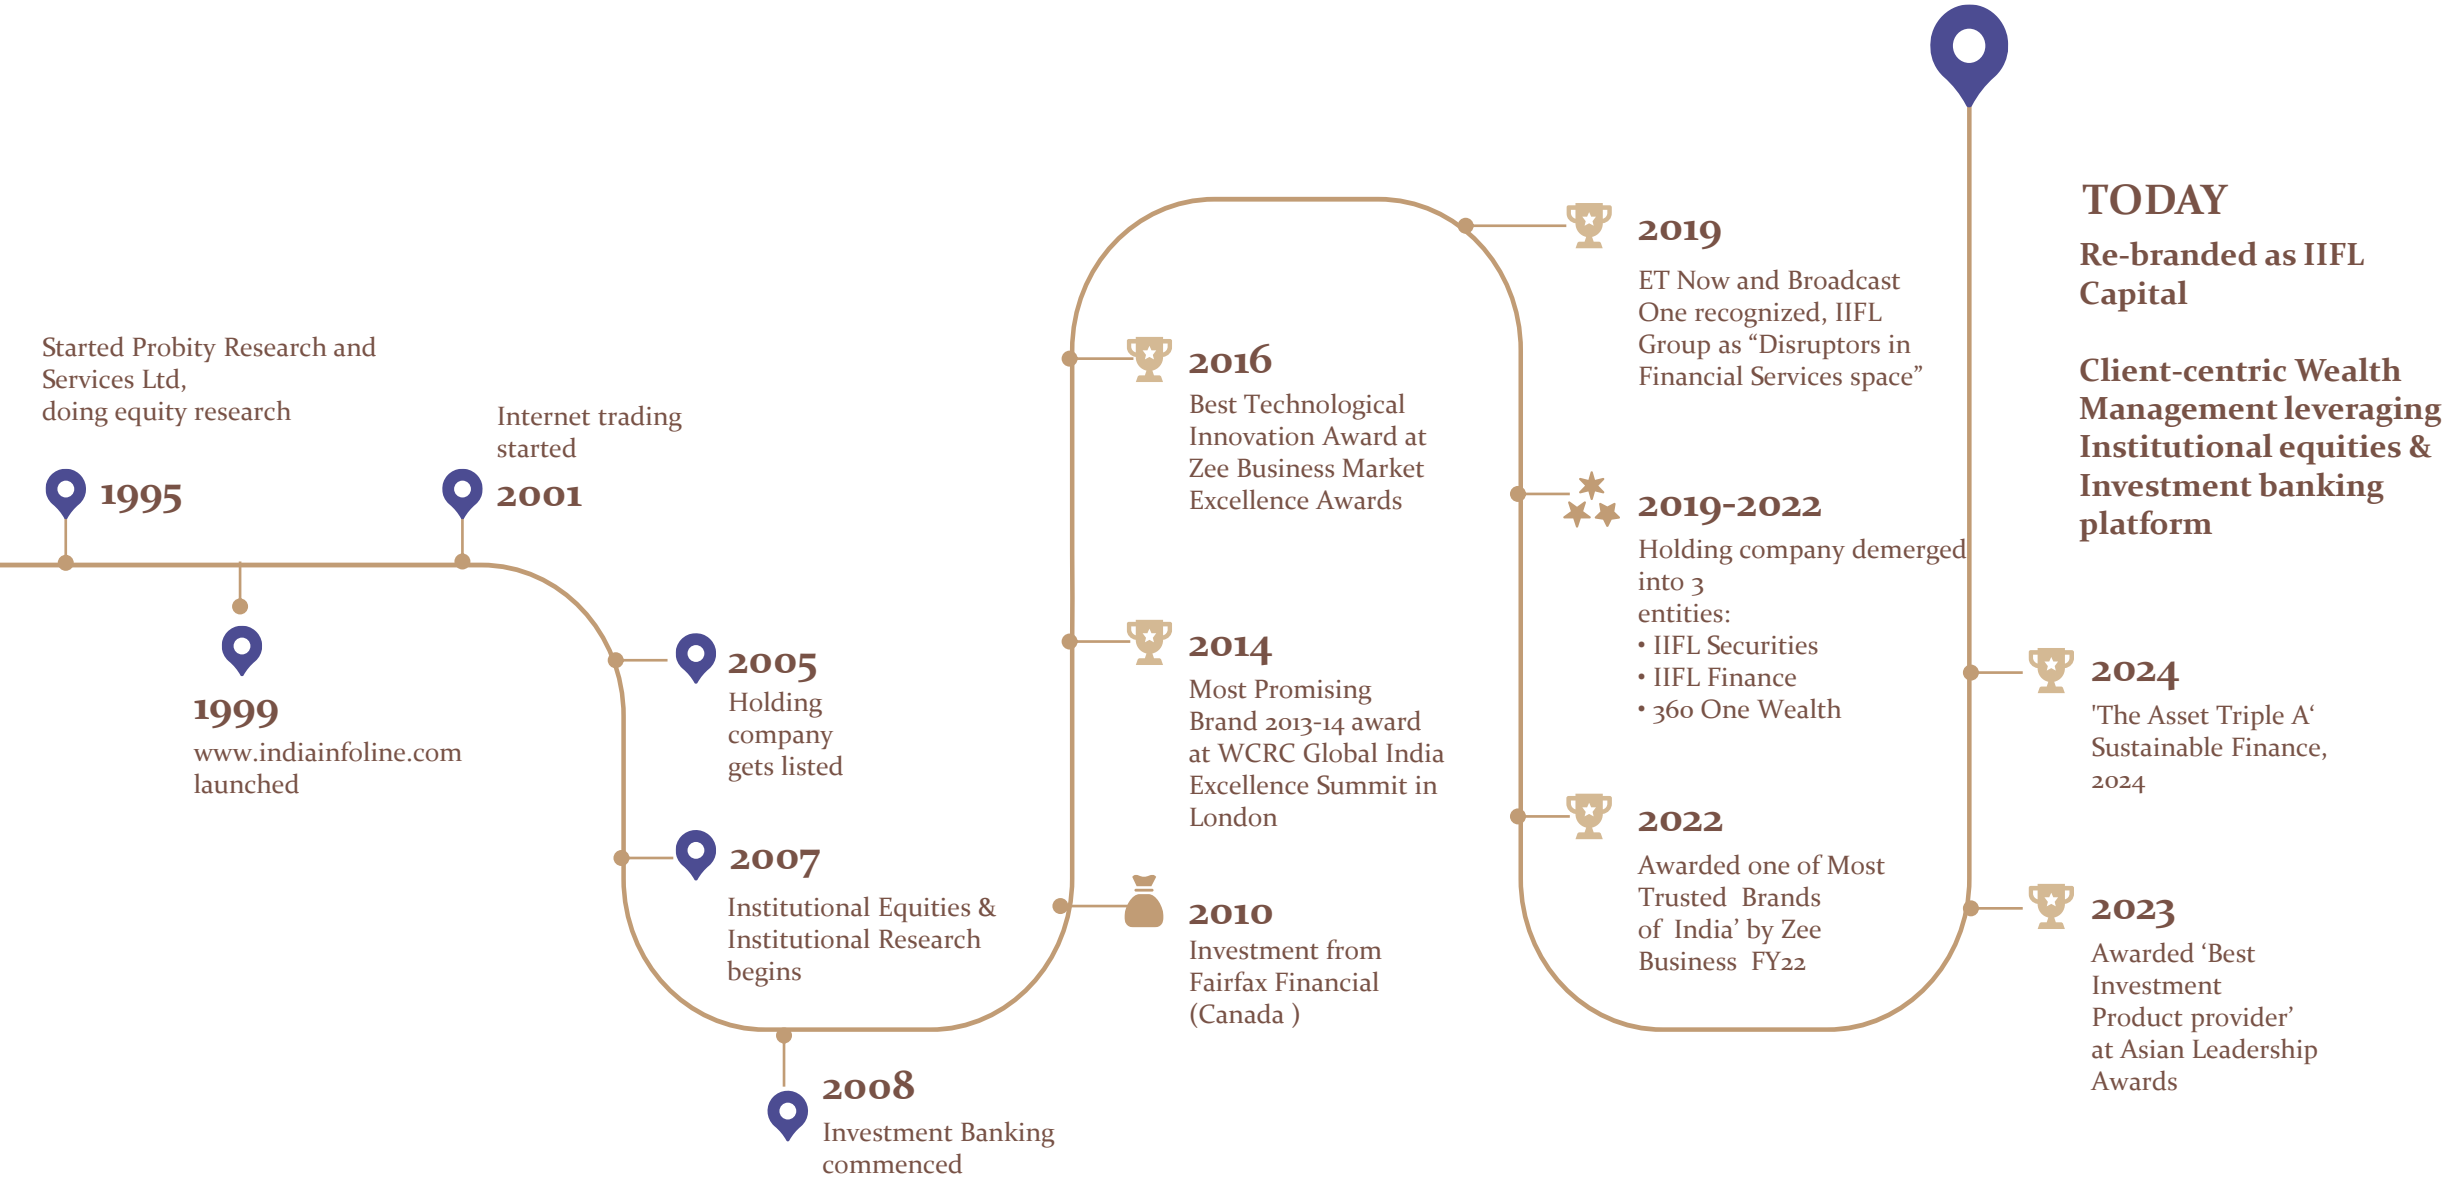 Started Probity Research and
Services Ltd,
doing equity research
1995
1999
www.indiainfoline.com
launched
Internet trading
started
2001
2005
Holding
company
gets listed
2007
Institutional Equities &
Institutional Research
begins
2008
Investment Banking
commenced
2010
Investment from
Fairfax Financial
(Canada )
2014
Most Promising
Brand 2013-14 award
at WCRC Global India
Excellence Summit in
London
2016
Best Technological
Innovation Award at
Zee Business Market
Excellence Awards
2019
ET Now and Broadcast
One recognized, IIFL
Group as “Disruptors in
Financial Services space”
2019-2022
Holding company demerged
into 3
entities:
• IIFL Securities
• IIFL Finance
• 360 One Wealth
2022
Awarded one of Most
Trusted Brands
of India’ by Zee
Business FY22
2023
Awarded ‘Best
Investment
Product provider’
at Asian Leadership
Awards
2024
'The Asset Triple A‘
Sustainable Finance,
2024
TODAY
Re-branded as IIFL
Capital
Client-centric Wealth
Management leveraging
Institutional equities &
Investment banking
platform